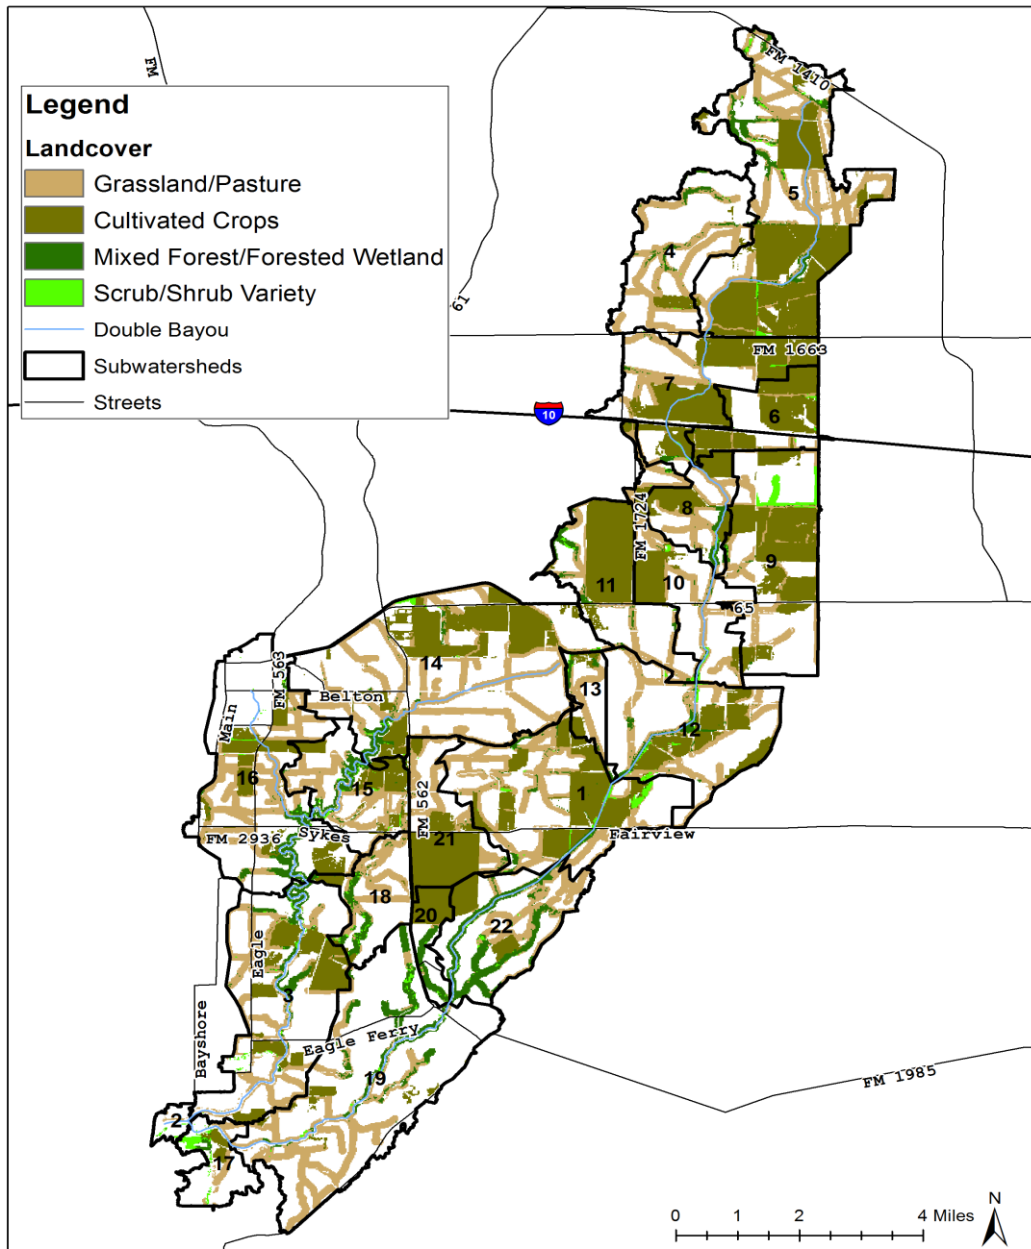 Legend
Landcover
Grassland/Pasture
Cultivated Crops
Mixed Forest/Forested Wetland
Scrub/Shrub Variety
Double Bayou
Subwatersheds
Streets
FM
61
FM 1410
5
4
FM 1663
7
10
6
8
FM 1724
9
11
10
65
14
13
FM 563
Belton
Main
12
16
15
FM 562
1
Sykes
Fairview
FM 2936
21
18
20
22
Eagle
3
Bayshore
Eagle Ferry
19
FM 1985
2
17
N
0 1 2 4 Miles